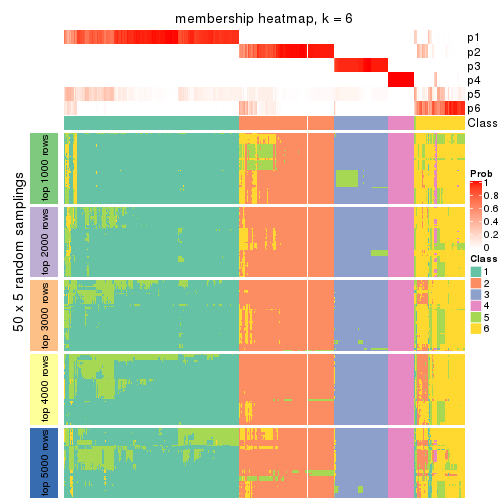 membership heatmap, k = 6
p1
p2
p3
p4
p5
p6
Class
50 x 5 random samplings
top 1000 rows
top 2000 rows
top 3000 rows
top 4000 rows
top 5000 rows
Prob
1
0.8
0.6
0.4
0.2
0
Class
1
2
3
4
5
6